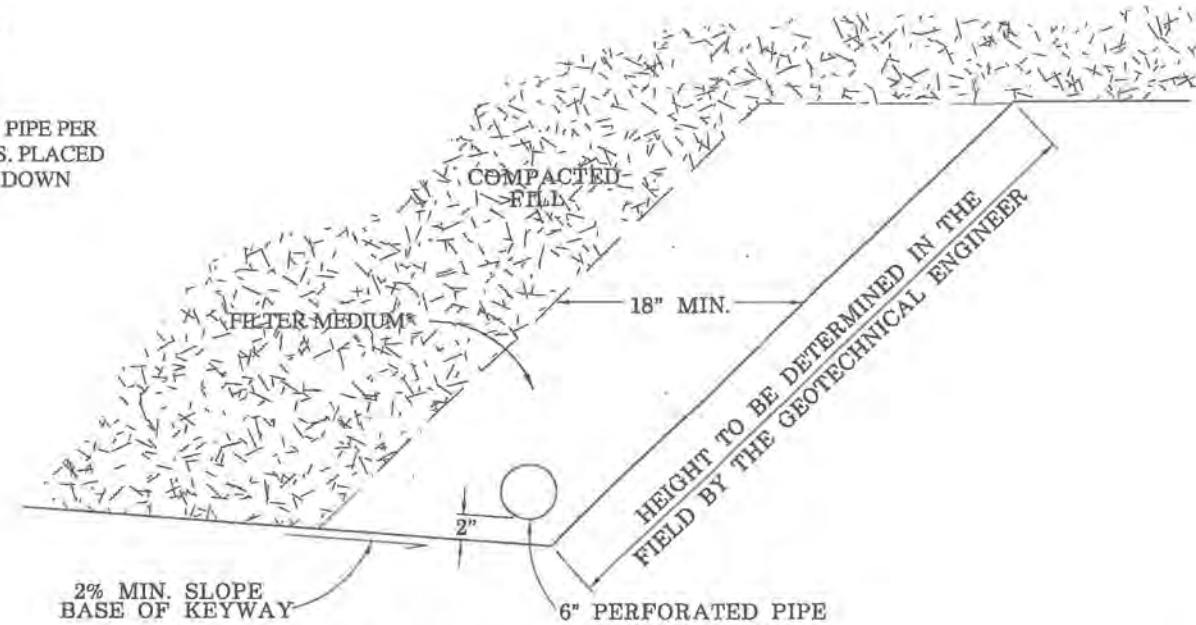 PIPE PER
S. PLACED
DOWN
COMPACTED
FILL
FILTER MEDIUM*
18" MIN.
HEIGHT TO BE DETERMINED IN THE
FIELD BY THE GEOTECHNICAL ENGINEER
2"
2% MIN. SLOPE
BASE OF KEYWAY
6" PERFORATED PIPE